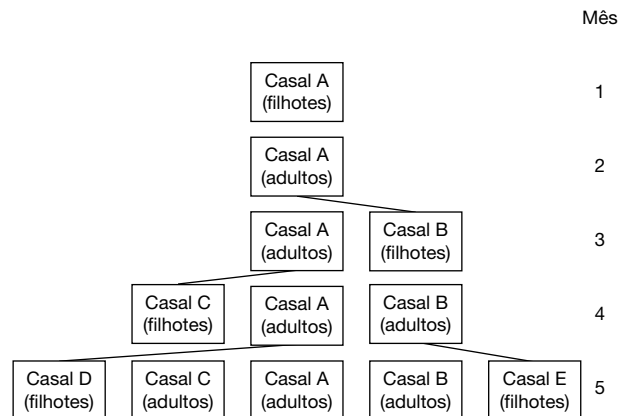 Mês
Casal A
(filhotes)
1
Casal A
(adultos)
2
Casal A
(adultos)
Casal B
(filhotes)
3
Casal C
(filhotes)
Casal A
(adultos)
Casal B
(adultos)
4
Casal D
(filhotes)
Casal C
(adultos)
Casal A
(adultos)
Casal B
(adultos)
Casal E
(filhotes)
5